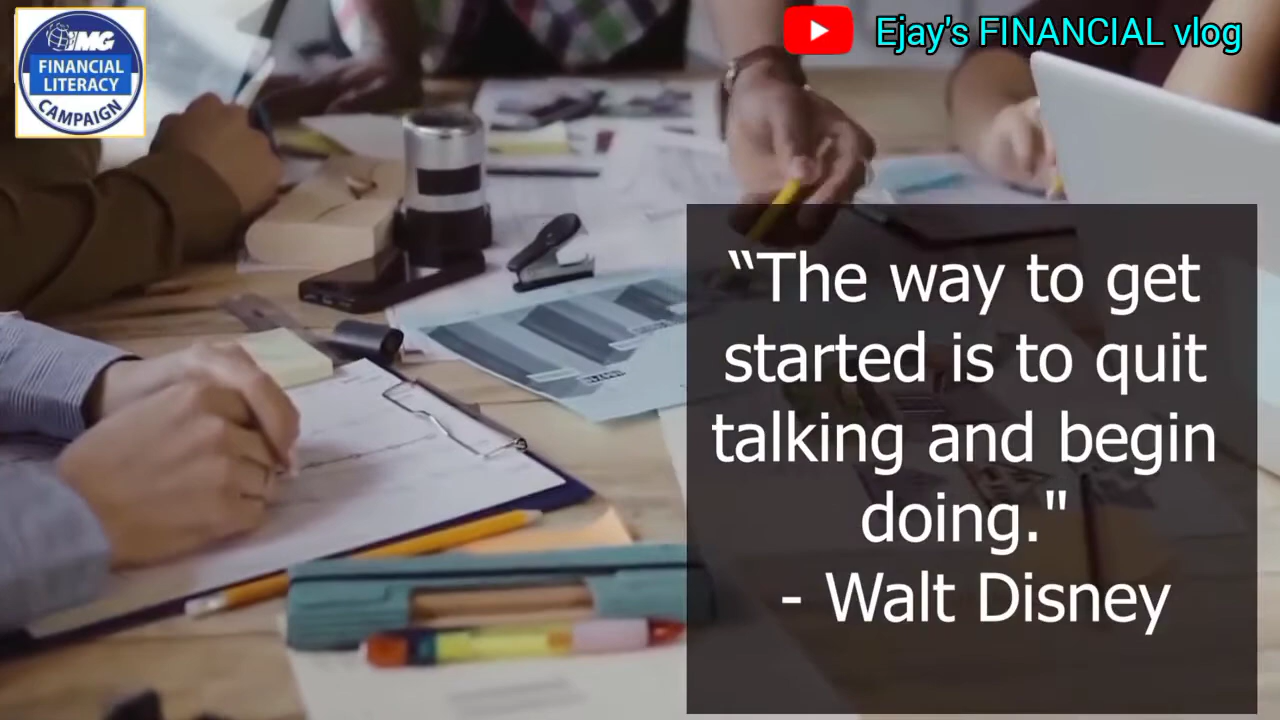 IMG
FINANCIAL
LITERACY
CAMPAIGN
Ejay's FINANCIAL vlog
“The way to get
started is to quit
talking and begin
doing."
- Walt Disney